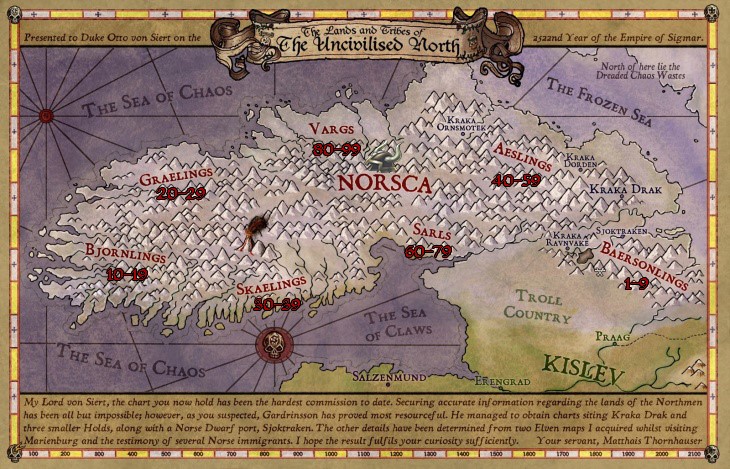 The Lands and Tribes of
The Uncivilised North
Presented to Duke Otto von Siert on the
2522nd Year of the Empire of Sigmar.
North of here lie the
Dreaded Chaos Wastes
The Sea of Chaos
The Frozen Sea
Vargs
80-99
Kraka
Ornsmotek
Aeslings
40-59
Kraka
Dorden
Kraka Drak
Graelings
20-29
NORSCA
Sarls
60-79
Kraka
Ravnvake
Sjoktraken
Baersonlings
1-9
Bjornlings
10-19
Skaelings
30-39
Troll
Country
The Sea
of Claws
Praag
KISLEV
The Sea of Chaos
Salzenmund
Erengrad
My Lord von Siert, the chart you now hold has been the hardest commission to date. Securing accurate information regarding the lands of the Northmen
has been all but impossible; however, as you suspected, Gardrinsson has proved most resourceful. He managed to obtain charts siting Kraka Drak and
three smaller Holds, along with a Norse Dwarf port, Sjoktraken. The other details have been determined from two Elven maps I acquired whilst visiting
Marienburg and the testimony of several Norse immigrants. I hope the result fulfils your curiosity sufficiently. Your servant, Matthais Thornhauser
100 200 300 400 500 600 700 800 900 1000 1100 1200 1300 1400 1500 1600 1700 1800 1900 2000 2100